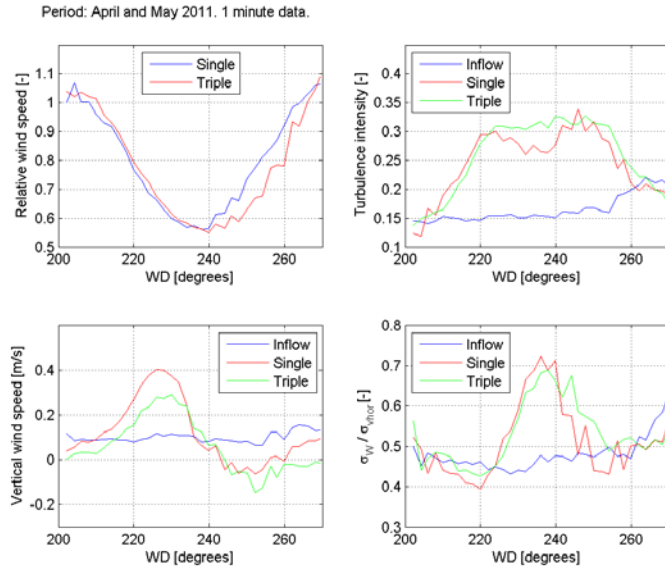 Period: April and May 2011. 1 minute data.
Relative wind speed [-]
1.1
1
0.9
0.8
0.7
0.6
0.5
Single
Triple
200
220
240
260
WD [degrees]
Turbulence intensity [-]
0.4
0.35
0.3
0.25
0.2
0.15
0.1
Inflow
Single
Triple
200
220
240
260
WD [degrees]
Vertical wind speed [m/s]
0.4
0.2
0
-0.2
Inflow
Single
Triple
200
220
240
260
WD [degrees]
σW / σvhor [-]
0.8
0.7
0.6
0.5
0.4
0.3
Inflow
Single
Triple
200
220
240
260
WD [degrees]